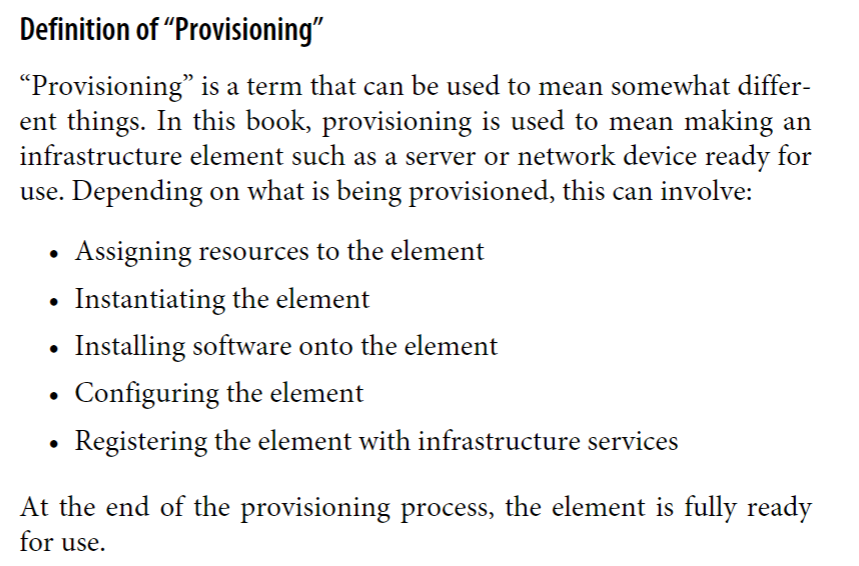 Definition of “Provisioning”
“Provisioning” is a term that can be used to mean somewhat differ-
ent things. In this book, provisioning is used to mean making an
infrastructure element such as a server or network device ready for
use. Depending on what is being provisioned, this can involve:
• Assigning resources to the element
• Instantiating the element
• Installing software onto the element
• Configuring the element
• Registering the element with infrastructure services
At the end of the provisioning process, the element is fully ready
for use.